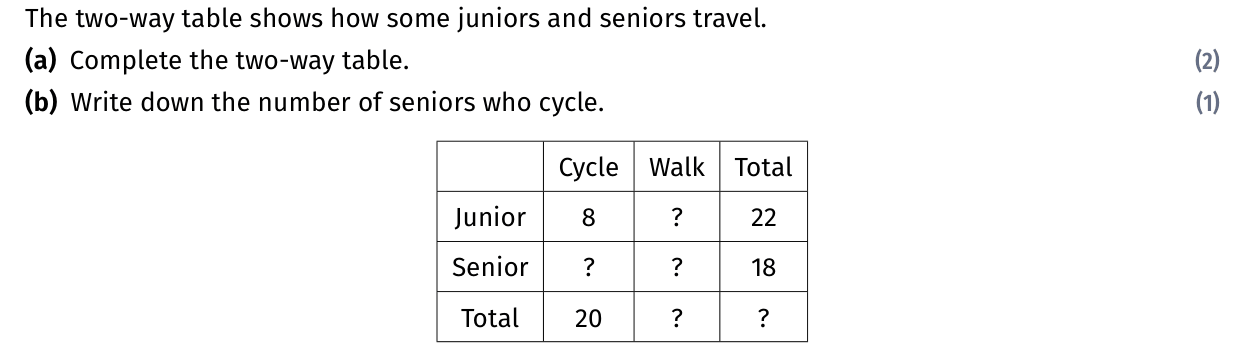 The two-way table shows how some juniors and seniors travel.
(a) Complete the two-way table. (2)
(b) Write down the number of seniors who cycle. (1)
Cycle Walk Total
Junior 8 ? 22
Senior ? ? 18
Total 20 ? ?